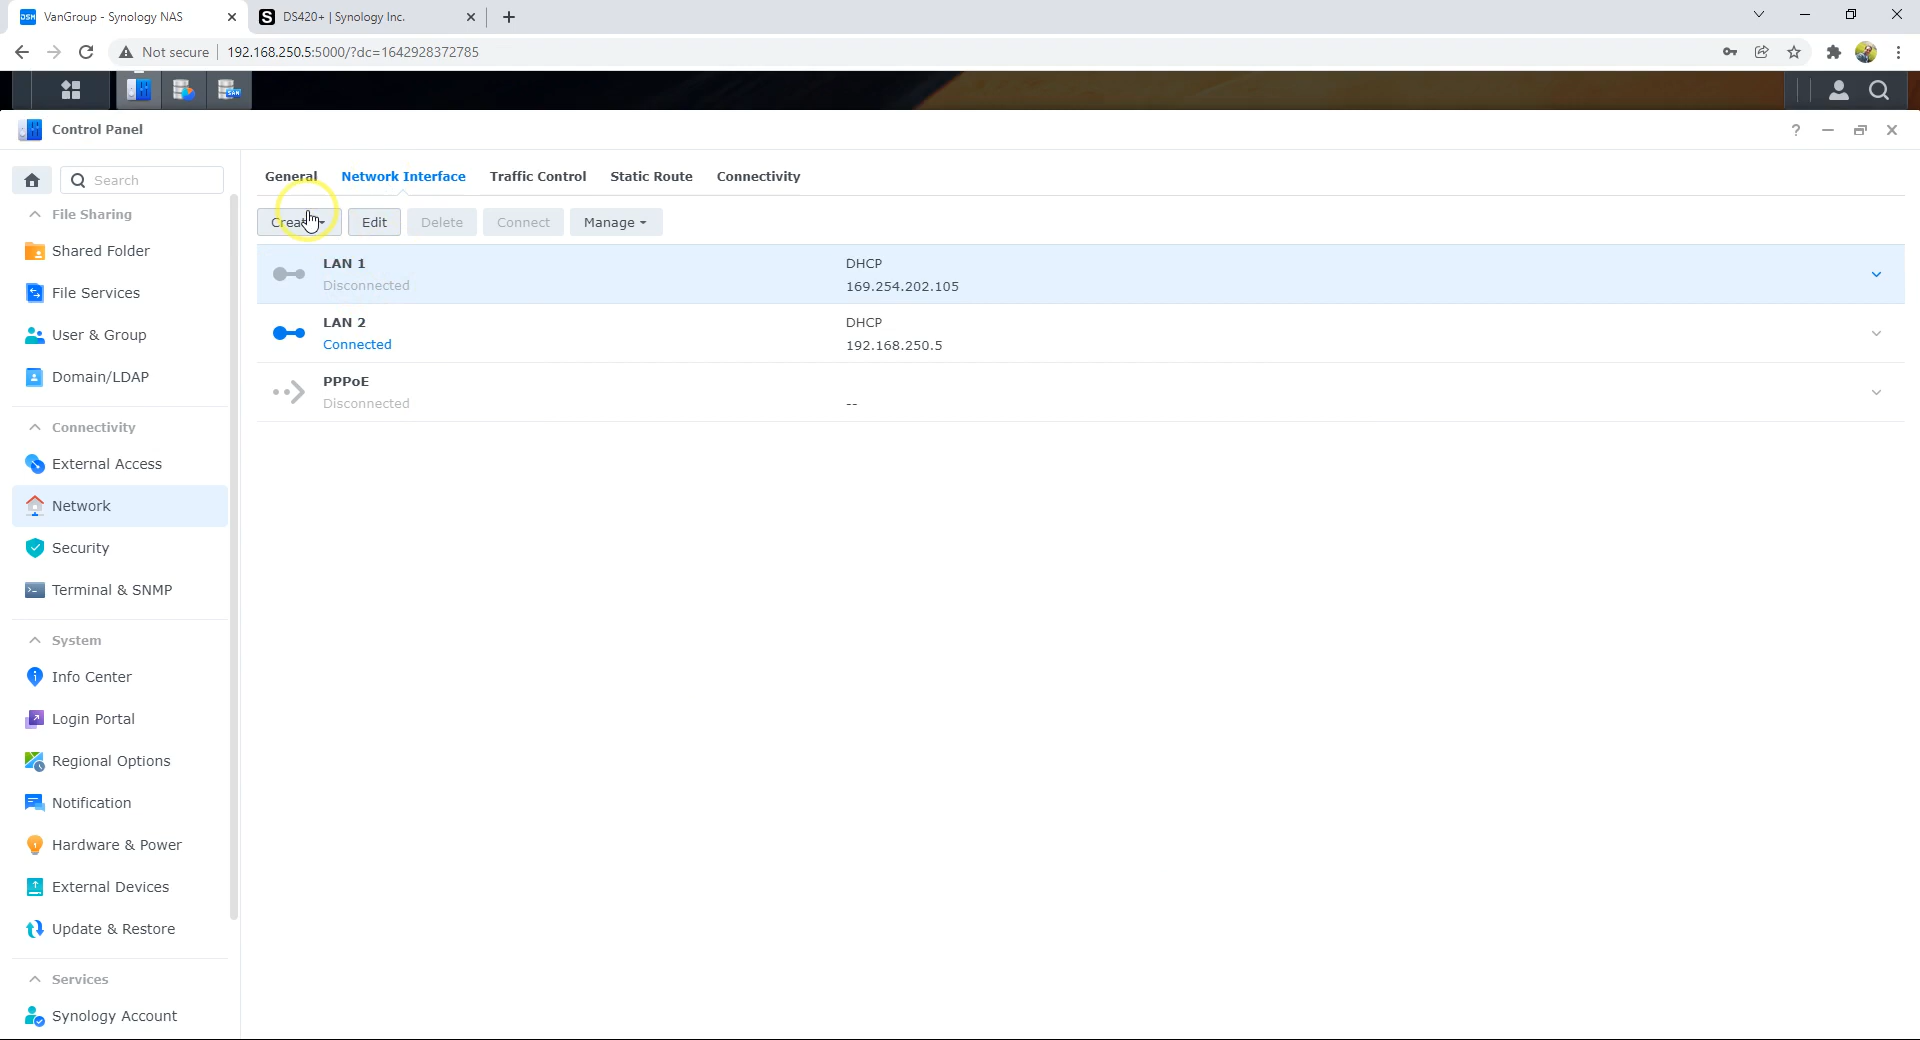 VanGroup - Synology NAS
DS420+ | Synology Inc.
Not secure
192.168.250.5:5000/?dc=1642928372785
SAN
Control Panel
?
Search
File Sharing
Shared Folder
File Services
User & Group
Domain/LDAP
Connectivity
External Access
Network
Security
Terminal & SNMP
System
Info Center
Login Portal
Regional Options
Notification
Hardware & Power
External Devices
Update & Restore
Services
Synology Account
General
Network Interface
Traffic Control
Static Route
Connectivity
Create
Edit
Delete
Connect
Manage
LAN 1
DHCP
Disconnected
169.254.202.105
LAN 2
DHCP
Connected
192.168.250.5
PPPoE
Disconnected
--